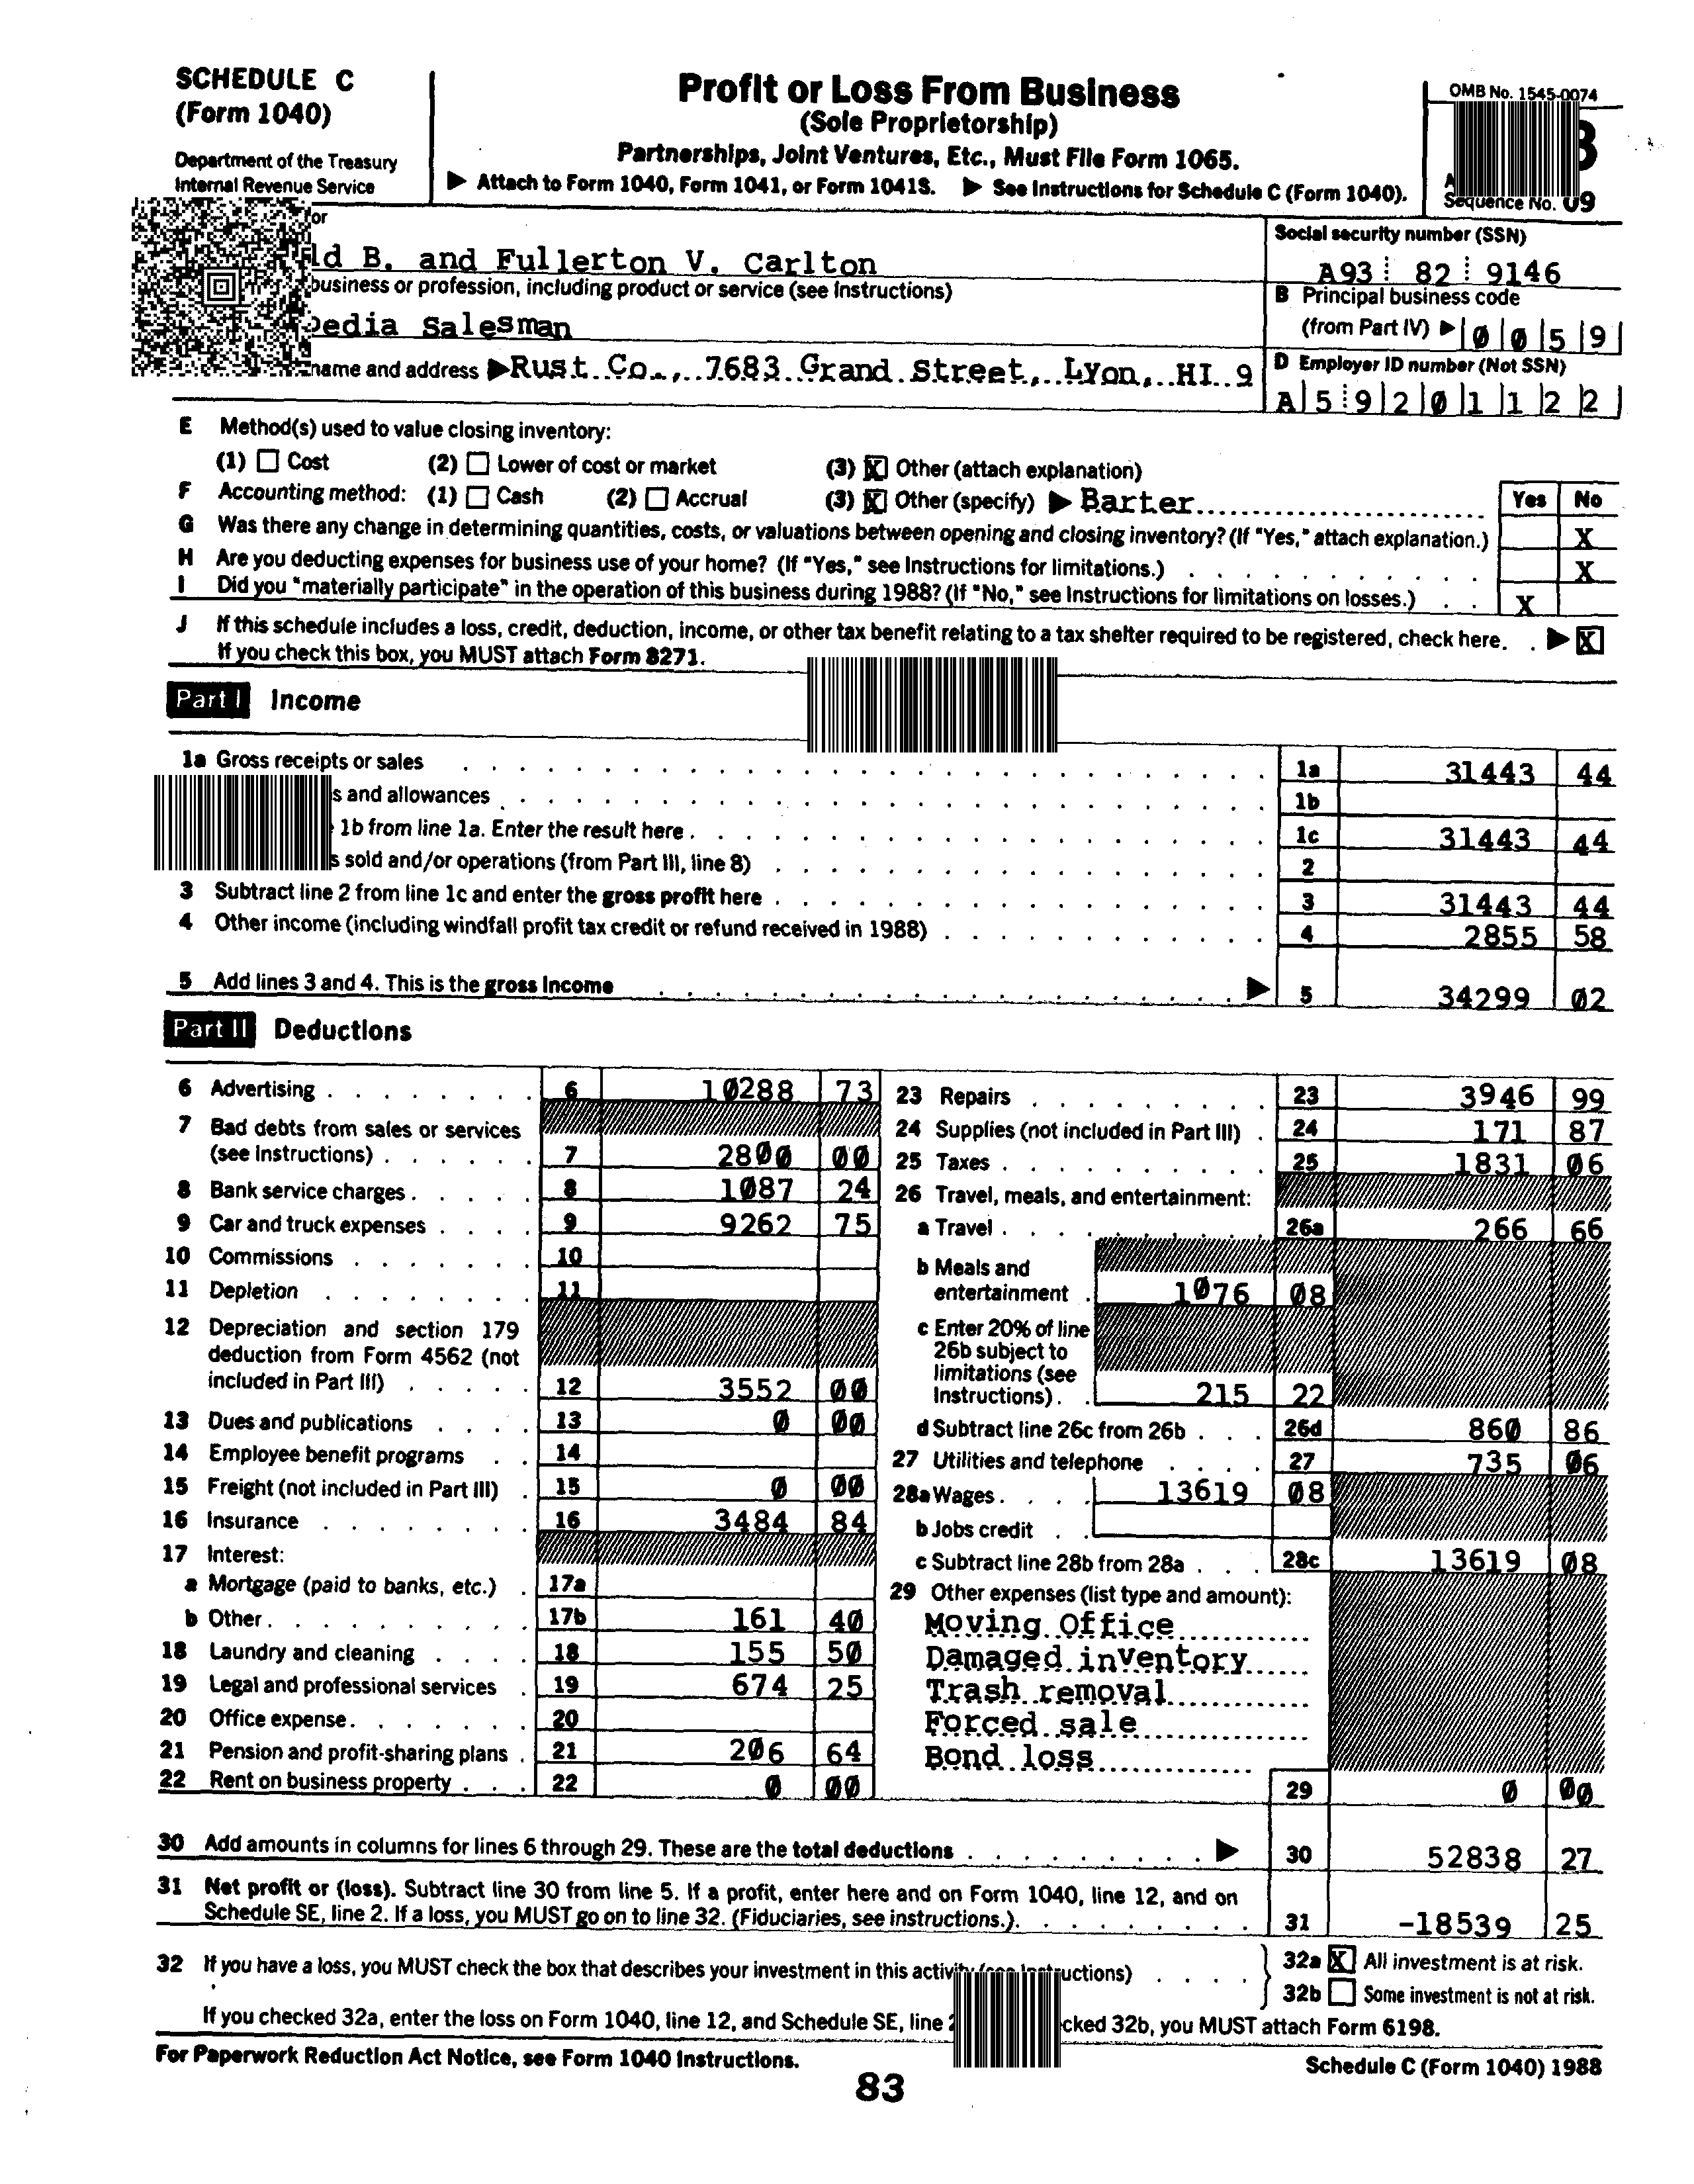 SCHEDULE C
(Form 1040)
Department of the Treasury
Internal Revenue Service
Profit or Loss From Business
(Sole Proprietorship)
Partnerships, Joint Ventures, Etc., Must File Form 1065.
▶ Attach to Form 1040, Form 1041, or Form 1041S. ▶ See Instructions for Schedule C (Form 1040).
OMB No. 1545-0074
Sequence No. 09
B. and Fullerton V. Carlton
Social security number (SSN)
A93 82 9146
business or profession, including product or service (see Instructions)
Salesman
B Principal business code
(from Part IV) ▶ 0059
name and address ▶ Rust Co., 7683 Grand Street, Lyon, HI 9
D Employer ID number (Not SSN)
A59201122
E Method(s) used to value closing inventory:
(1) ☐ Cost (2) ☐ Lower of cost or market (3) ☒ Other (attach explanation)
F Accounting method: (1) ☐ Cash (2) ☐ Accrual (3) ☒ Other (specify) ▶ Barter
Yes No
G Was there any change in determining quantities, costs, or valuations between opening and closing inventory? (If "Yes," attach explanation.) X
H Are you deducting expenses for business use of your home? (If "Yes," see Instructions for limitations.) X
I Did you "materially participate" in the operation of this business during 1988? (If "No," see Instructions for limitations on losses.) X
J If this schedule includes a loss, credit, deduction, income, or other tax benefit relating to a tax shelter required to be registered, check here. ▶ ☒
If you check this box, you MUST attach Form 8271.
Part I Income
1a Gross receipts or sales 1a 31443 44
and allowances 1b
1b from line 1a. Enter the result here 1c 31443 44
sold and/or operations (from Part III, line 8) 2
3 Subtract line 2 from line 1c and enter the gross profit here 3 31443 44
4 Other income (including windfall profit tax credit or refund received in 1988) 4 2855 58
5 Add lines 3 and 4. This is the gross income ▶ 5 34299 02
Part II Deductions
6 Advertising 6 10288 73
7 Bad debts from sales or services
(see Instructions) 7 2800 00
8 Bank service charges 8 1087 24
9 Car and truck expenses 9 9262 75
10 Commissions 10
11 Depletion 11
12 Depreciation and section 179
deduction from Form 4562 (not
included in Part III) 12 3552 00
13 Dues and publications 13 0 00
14 Employee benefit programs 14
15 Freight (not included in Part III) 15 0 00
16 Insurance 16 3484 84
17 Interest:
a Mortgage (paid to banks, etc.) 17a
b Other 17b 161 40
18 Laundry and cleaning 18 155 50
19 Legal and professional services 19 674 25
20 Office expense 20
21 Pension and profit-sharing plans 21 206 64
22 Rent on business property 22 0 00
23 Repairs 23 3946 99
24 Supplies (not included in Part III) 24 171 87
25 Taxes 25 1831 06
26 Travel, meals, and entertainment:
a Travel 26a 266 66
b Meals and
entertainment 1076 08
c Enter 20% of line
26b subject to
limitations (see
Instructions) 215 22
d Subtract line 26c from 26b 26d 860 86
27 Utilities and telephone 27 735 06
28a Wages 13619 08
b Jobs credit
c Subtract line 28b from 28a 28c 13619 08
29 Other expenses (list type and amount):
Moving Office
Damaged inventory
Trash removal
Forced sale
Bond loss
29 0 00
30 Add amounts in columns for lines 6 through 29. These are the total deductions ▶ 30 52838 27
31 Net profit or (loss). Subtract line 30 from line 5. If a profit, enter here and on Form 1040, line 12, and on
Schedule SE, line 2. If a loss, you MUST go on to line 32. (Fiduciaries, see instructions.) 31 -18539 25
32 If you have a loss, you MUST check the box that describes your investment in this activity
32a ☒ All investment is at risk.
32b ☐ Some investment is not at risk.
If you checked 32a, enter the loss on Form 1040, line 12, and Schedule SE, line 32b, you MUST attach Form 6198.
For Paperwork Reduction Act Notice, see Form 1040 Instructions.
Schedule C (Form 1040) 1988
83